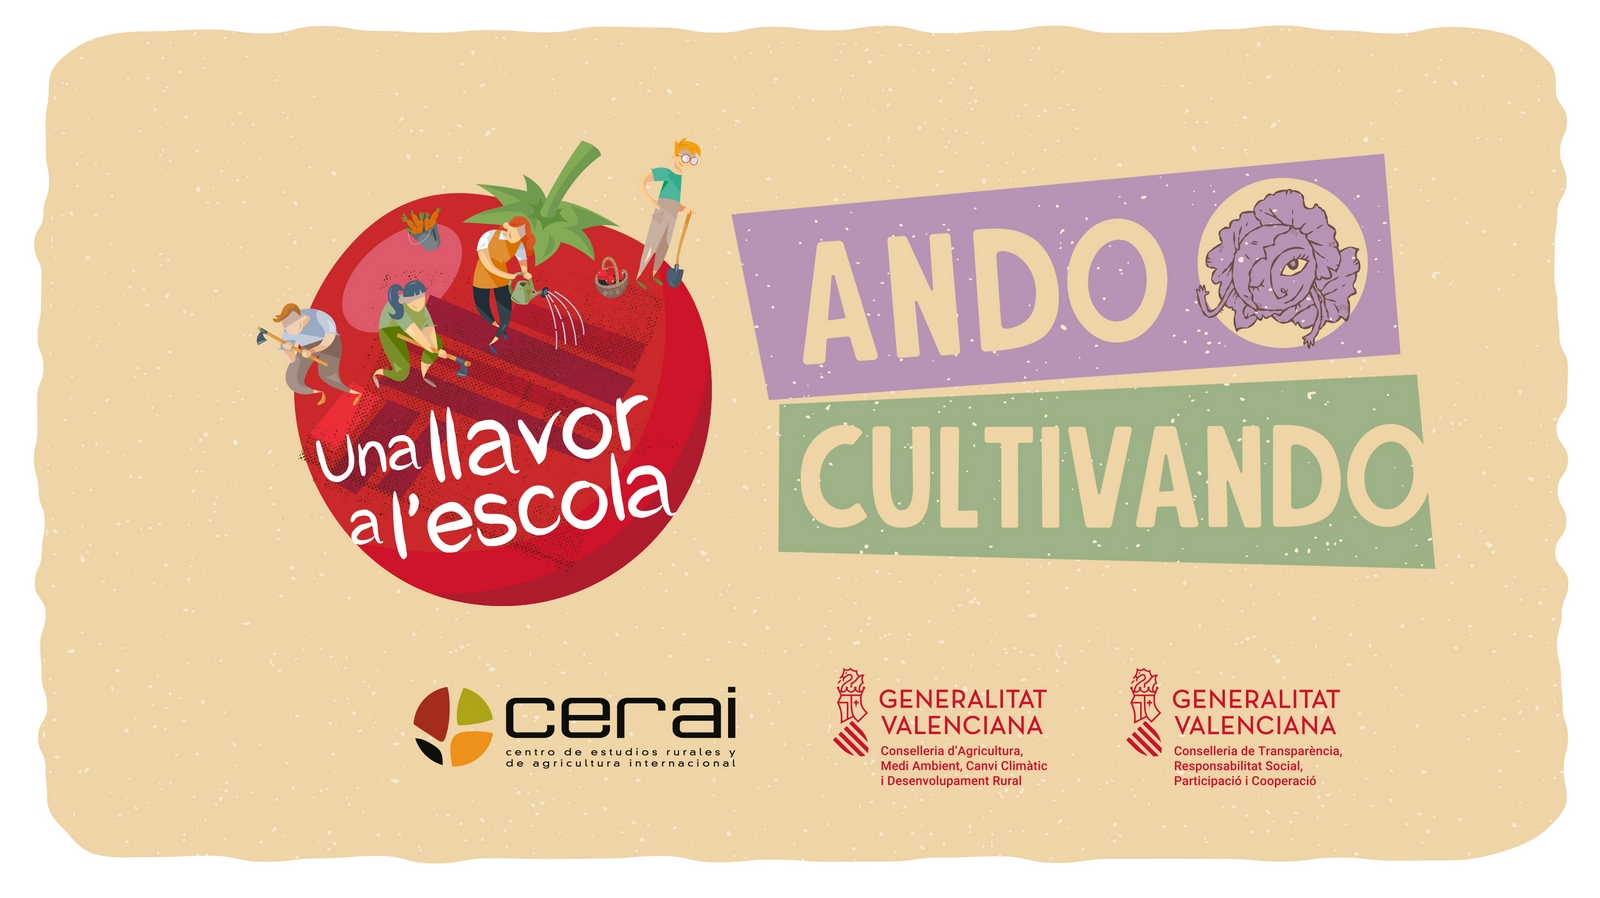 Una llavor
a l'escola
ANDO
CULTIVANDO
cerai
centro de estudios rurales y
de agricultura internacional
GENERALITAT
VALENCIANA
Conselleria d'Agricultura,
Medi Ambient, Canvi Climàtic
i Desenvolupament Rural
GENERALITAT
VALENCIANA
Conselleria de Transparència,
Responsabilitat Social,
Participació i Cooperació